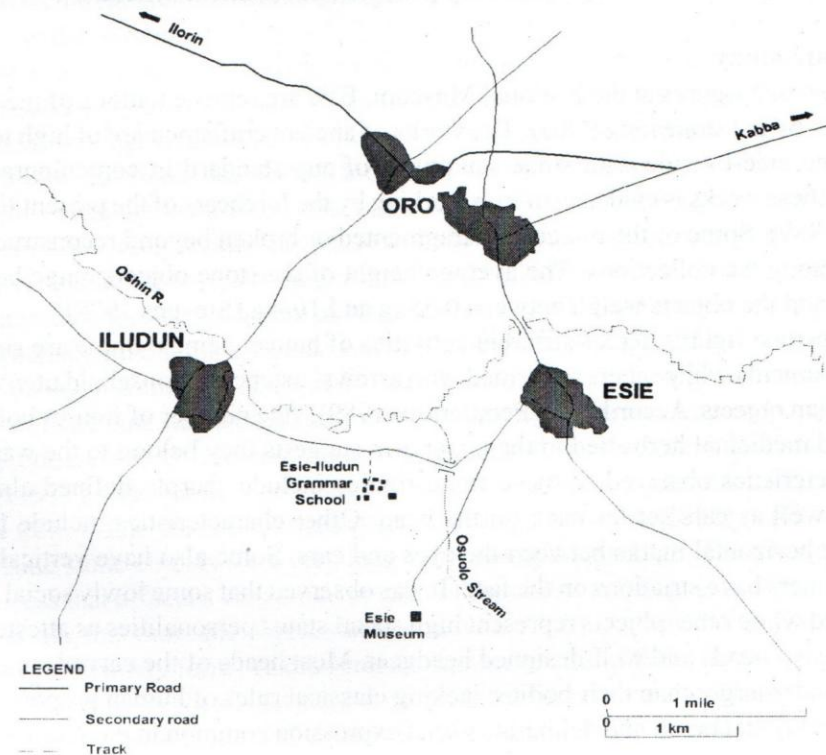 Ilorin
Kabba
ORO
Oshin R.
ILUDUN
ESIE
Esie-Iludun
Grammar
School
Osuolo Stream
Esie
Museum
LEGEND
Primary Road
Secondary road
Track
0 1 mile
0 1 km